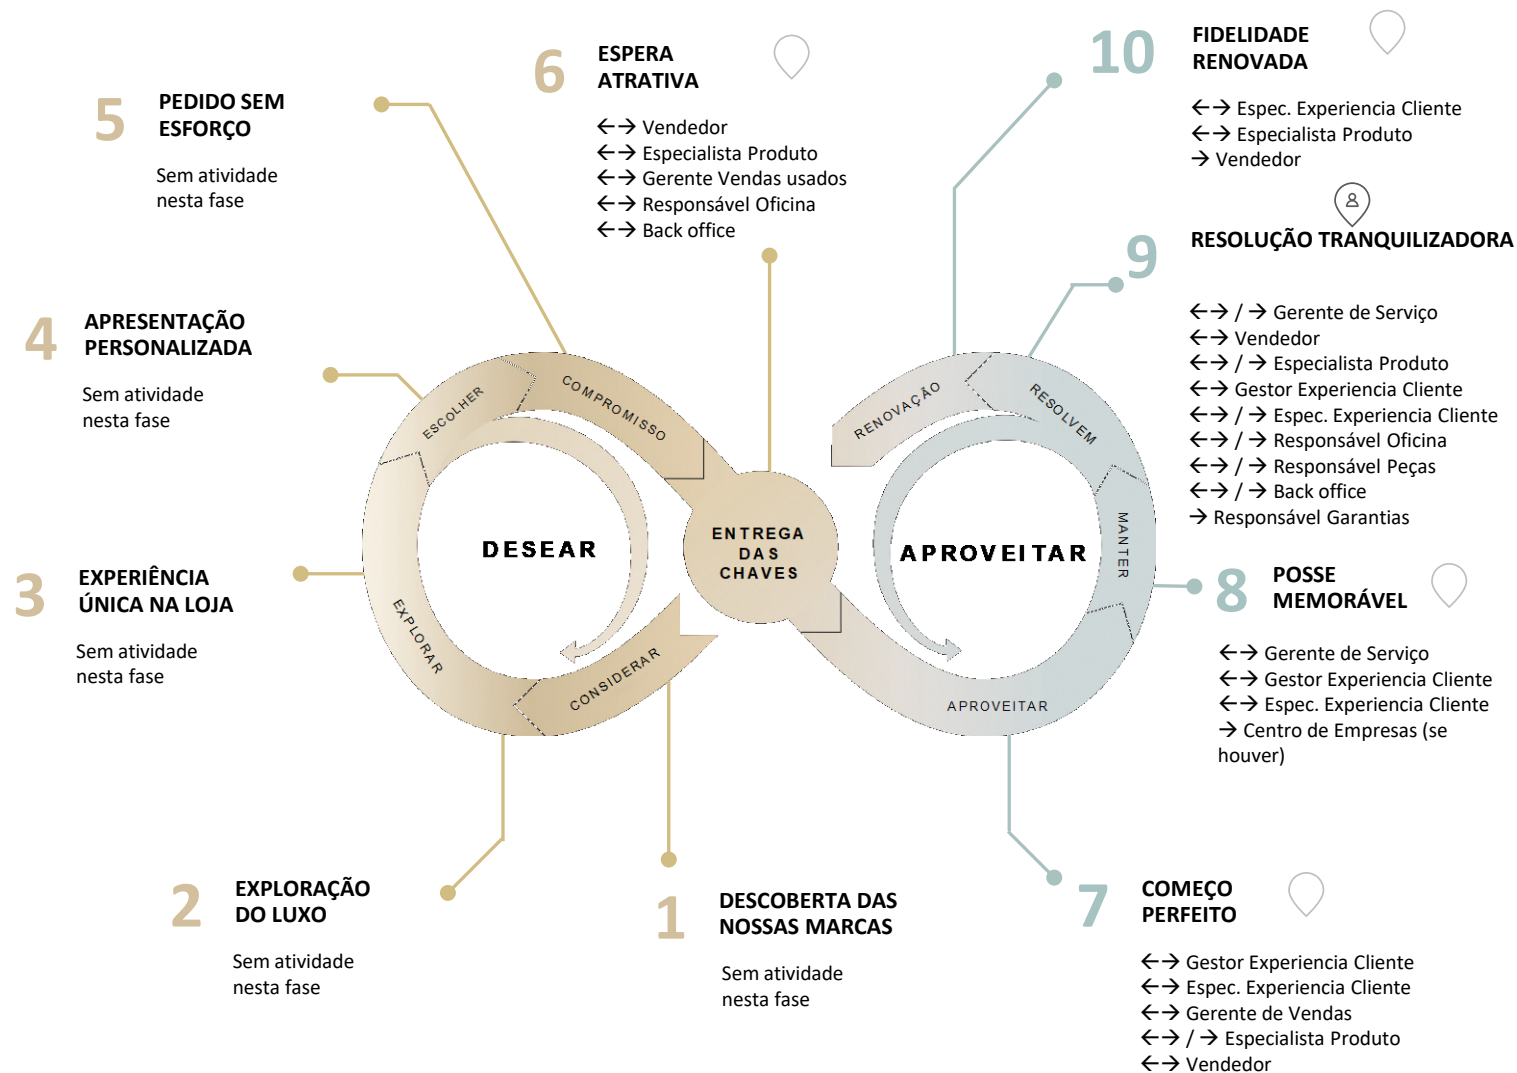 1
DESCOBERTA DAS
NOSSAS MARCAS
Sem atividade
nesta fase
2
EXPLORAÇÃO
DO LUXO
Sem atividade
nesta fase
3
EXPERIÊNCIA
ÚNICA NA LOJA
Sem atividade
nesta fase
4
APRESENTAÇÃO
PERSONALIZADA
Sem atividade
nesta fase
5
PEDIDO SEM
ESFORÇO
Sem atividade
nesta fase
6
ESPERA
ATRATIVA
←→ Vendedor
←→ Especialista Produto
←→ Gerente Vendas usados
←→ Responsável Oficina
←→ Back office
7
COMEÇO
PERFEITO
←→ Gestor Experiencia Cliente
←→ Espec. Experiencia Cliente
←→ Gerente de Vendas
←→ / → Especialista Produto
←→ Vendedor
8
POSSE
MEMORÁVEL
←→ Gerente de Serviço
←→ Gestor Experiencia Cliente
←→ Espec. Experiencia Cliente
→ Centro de Empresas (se
houver)
9
RESOLUÇÃO TRANQUILIZADORA
←→ / → Gerente de Serviço
←→ Vendedor
←→ / → Especialista Produto
←→ Gestor Experiencia Cliente
←→ / → Espec. Experiencia Cliente
←→ / → Responsável Oficina
←→ / → Responsável Peças
←→ / → Back office
→ Responsável Garantias
10
FIDELIDADE
RENOVADA
←→ Espec. Experiencia Cliente
←→ Especialista Produto
→ Vendedor
CONSIDERAR
EXPLORAR
ESCOLHER
COMPROMISSO
DESEAR
ENTREGA
DAS
CHAVES
APROVEITAR
APROVEITAR
MANTER
RESOLVEM
RENOVAÇÃO